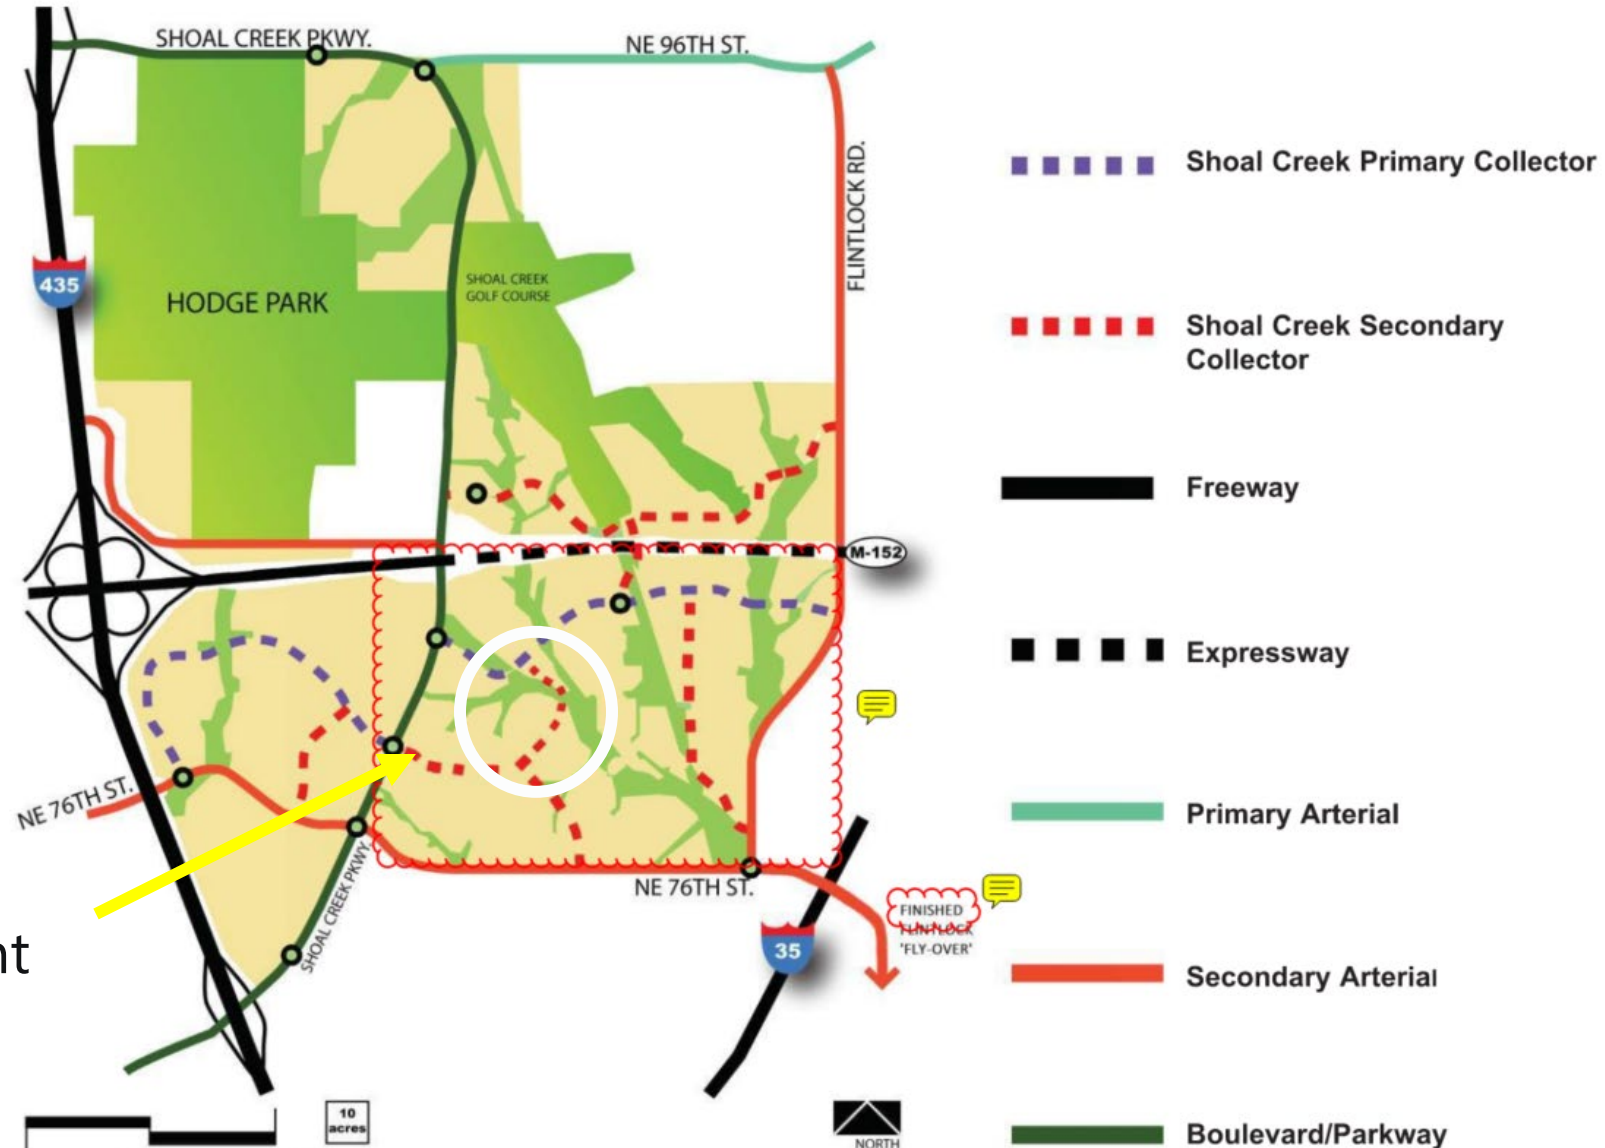 SHOAL CREEK PKWY.
NE 96TH ST.
FLINTLOCK RD.
435
HODGE PARK
SHOAL CREEK
GOLF COURSE
M-152
NE 76TH ST.
SHOAL CREEK PKWY.
NE 76TH ST.
FINISHED
FLINTLOCK
'FLY-OVER'
35
nt
10
acres
NORTH
Shoal Creek Primary Collector
Shoal Creek Secondary
Collector
Freeway
Expressway
Primary Arterial
Secondary Arterial
Boulevard/Parkway